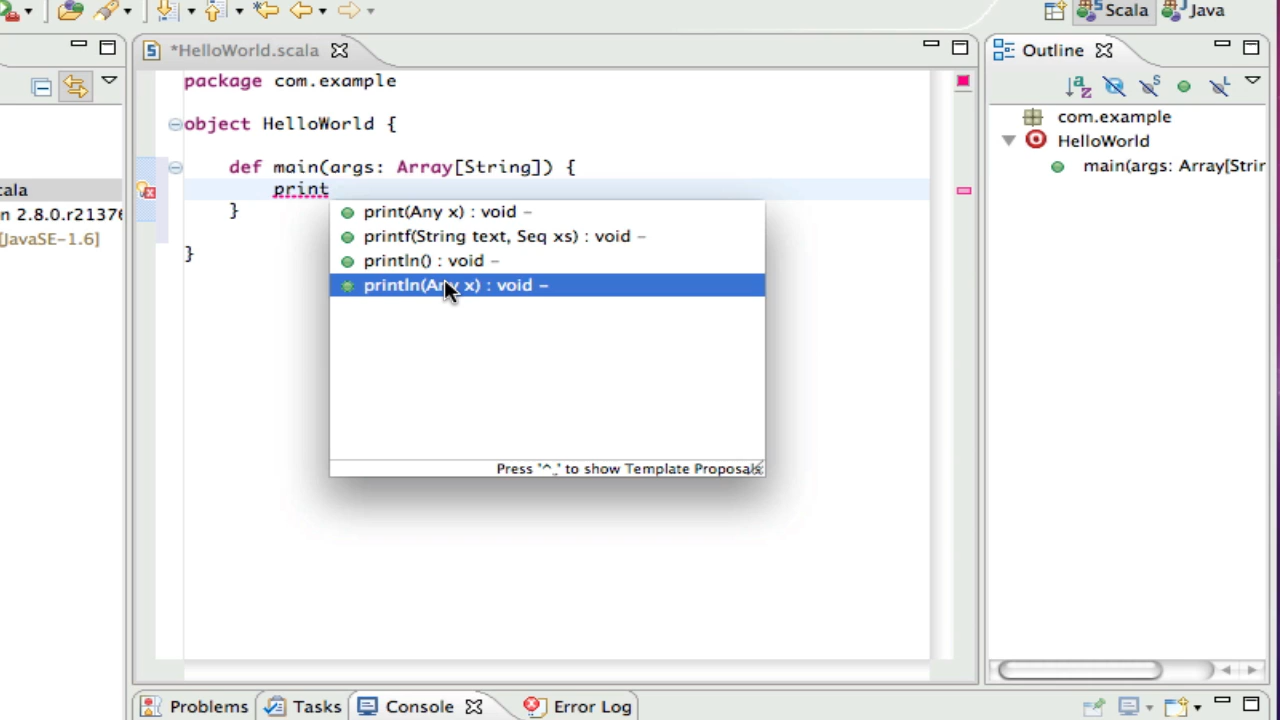 Scala
Java
*HelloWorld.scala
Outline
package com.example
object HelloWorld {
def main(args: Array[String]) {
print
}
}
print(Any x) : void –
printf(String text, Seq xs) : void –
println() : void –
println(Any x) : void –
Press '^,' to show Template Proposals
cala
n 2.8.0.r2137
[JavaSE-1.6]
com.example
HelloWorld
main(args: Array[Strir
Problems
Tasks
Console
Error Log